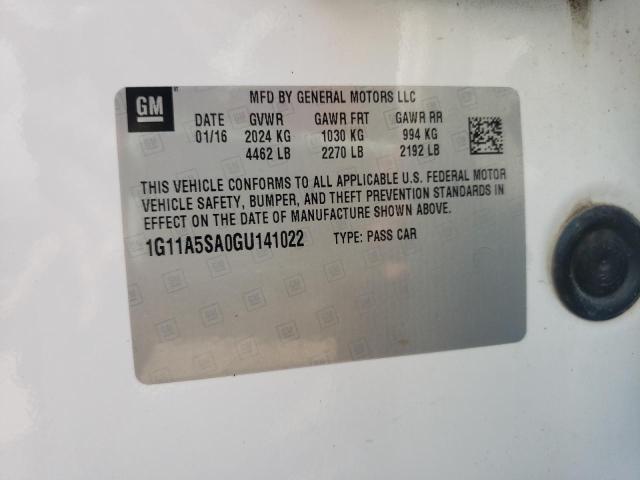 GM
MFD BY GENERAL MOTORS LLC
DATE GVWR GAWR FRT GAWR RR
01/16 2024 KG 1030 KG 994 KG
4462 LB 2270 LB 2192 LB
THIS VEHICLE CONFORMS TO ALL APPLICABLE U.S. FEDERAL MOTOR
VEHICLE SAFETY, BUMPER, AND THEFT PREVENTION STANDARDS IN
EFFECT ON THE DATE OF MANUFACTURE SHOWN ABOVE.
1G11A5SA0GU141022 TYPE: PASS CAR